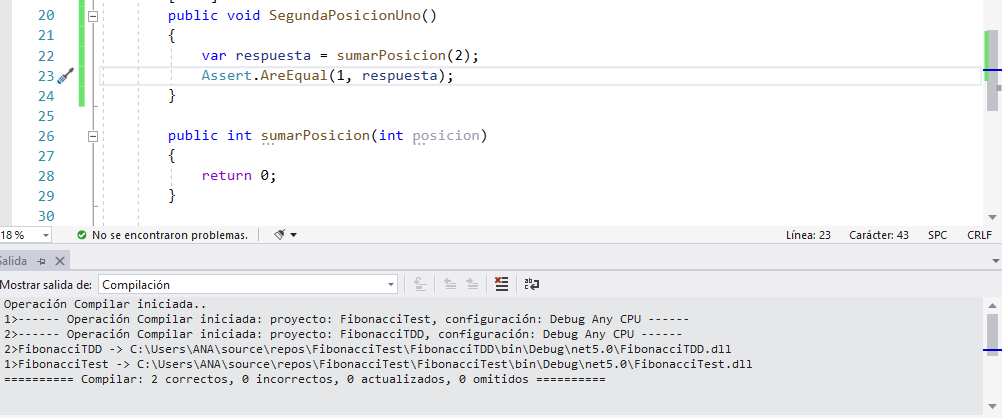 20 public void SegundaPosicionUno()
21 {
22 var respuesta = sumarPosicion(2);
23 Assert.AreEqual(1, respuesta);
24 }
25
26 public int sumarPosicion(int posicion)
27 {
28 return 0;
29 }
30
18 % No se encontraron problemas. Línea: 23 Carácter: 43 SPC CRLF
Salida
Mostrar salida de: Compilación
Operación Compilar iniciada..
1>------ Operación Compilar iniciada: proyecto: FibonacciTest, configuración: Debug Any CPU ------
2>------ Operación Compilar iniciada: proyecto: FibonacciTDD, configuración: Debug Any CPU ------
2>FibonacciTDD -> C:\Users\ANA\source\repos\FibonacciTest\FibonacciTDD\bin\Debug\net5.0\FibonacciTDD.dll
1>FibonacciTest -> C:\Users\ANA\source\repos\FibonacciTest\FibonacciTest\bin\Debug\net5.0\FibonacciTest.dll
========== Compilar: 2 correctos, 0 incorrectos, 0 actualizados, 0 omitidos ==========